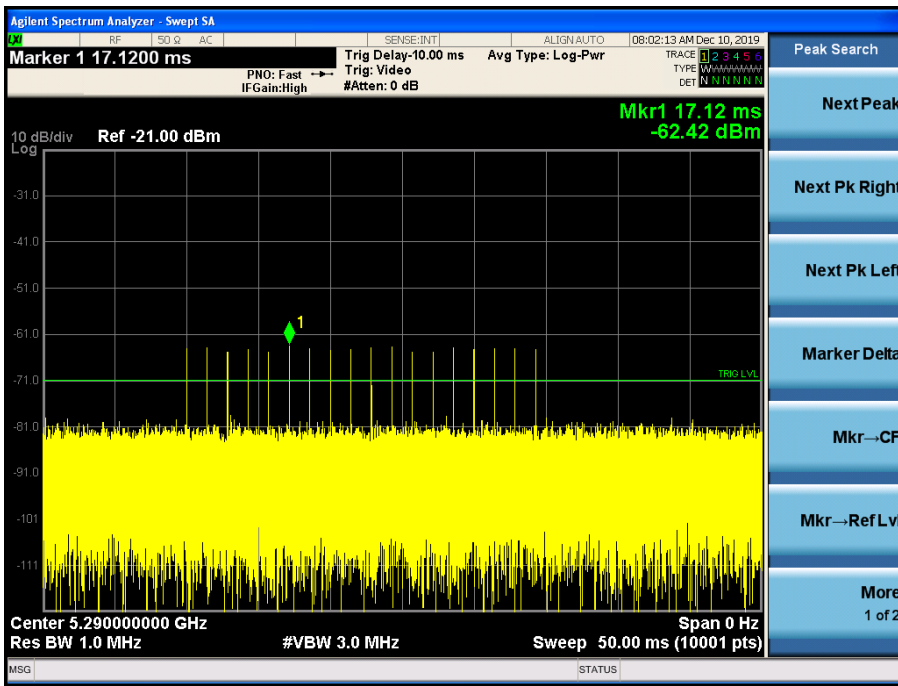 Agilent Spectrum Analyzer - Swept SA
LXI RF 50 Ω AC SENSE:INT ALIGN AUTO 08:02:13 AM Dec 10, 2019
Marker 1 17.1200 ms
PNO: Fast
IFGain:High
Trig Delay-10.00 ms
Trig: Video
#Atten: 0 dB
Avg Type: Log-Pwr
TRACE 1 2 3 4 5 6
TYPE WWWWWW
DET N N N N N N
Mkr1 17.12 ms
-62.42 dBm
10 dB/div Ref -21.00 dBm
Log
-31.0
-41.0
-51.0
-61.0
-71.0
-81.0
-91.0
-101
-111
1
TRIG LVL
Center 5.290000000 GHz Span 0 Hz
Res BW 1.0 MHz #VBW 3.0 MHz Sweep 50.00 ms (10001 pts)
MSG STATUS
Peak Search
Next Peak
Next Pk Right
Next Pk Left
Marker Delta
Mkr→CF
Mkr→Ref Lvl
More
1 of 2